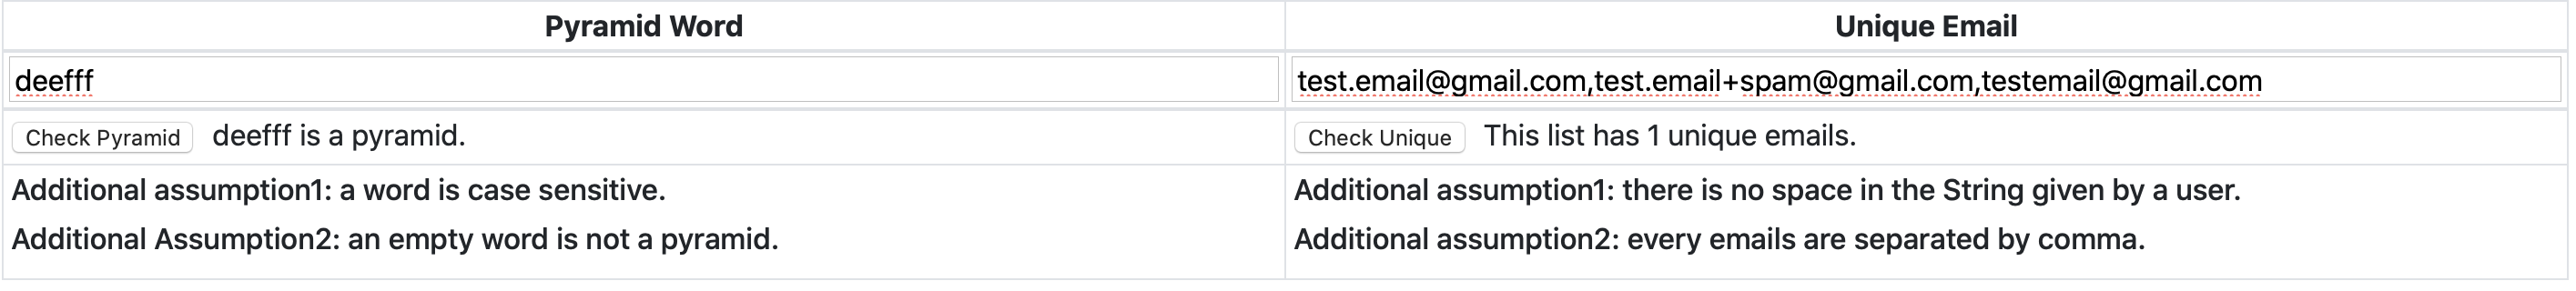 Pyramid Word
deefff
Check Pyramid deefff is a pyramid.
Additional assumption1: a word is case sensitive.
Additional Assumption2: an empty word is not a pyramid.
Unique Email
test.email@gmail.com,test.email+spam@gmail.com,testemail@gmail.com
Check Unique This list has 1 unique emails.
Additional assumption1: there is no space in the String given by a user.
Additional assumption2: every emails are separated by comma.